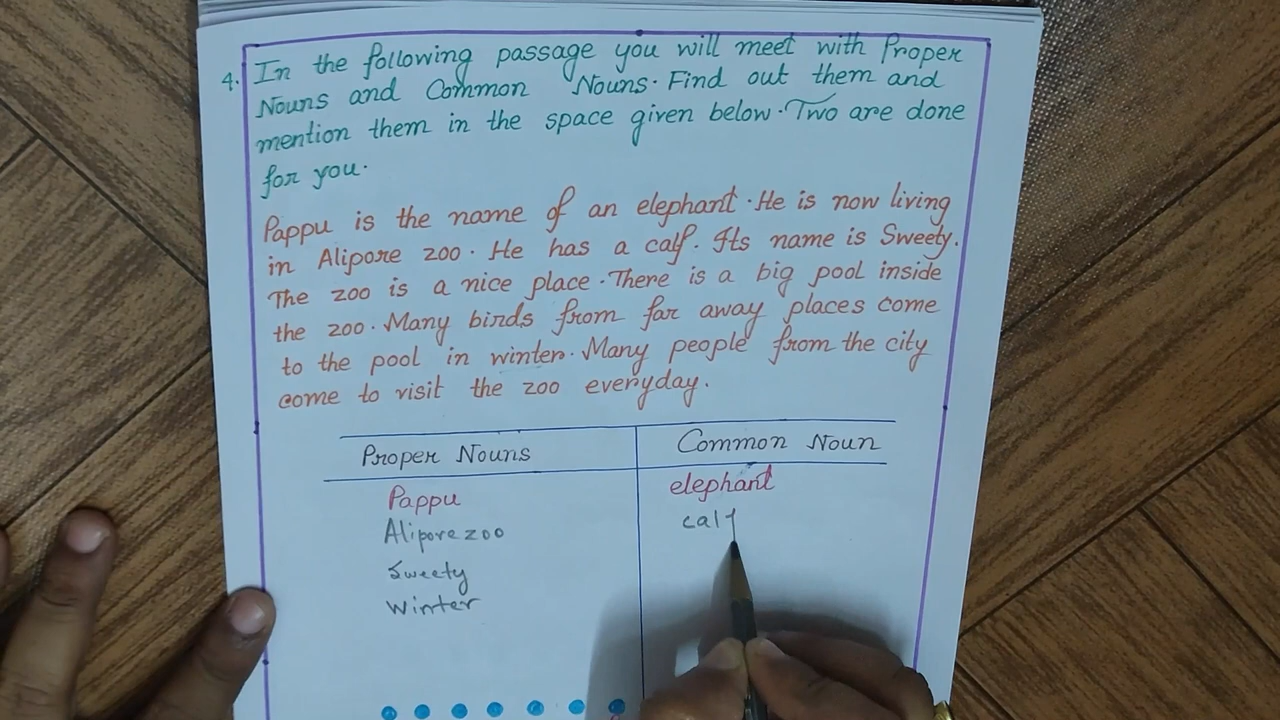 4. In the following passage you will meet with Proper
Nouns and Common Nouns. Find out them and
mention them in the space given below. Two are done
for you.
Pappu is the name of an elephant. He is now living
in Alipore zoo. He has a calf. Its name is Sweety.
The zoo is a nice place. There is a big pool inside
the zoo. Many birds from far away places come
to the pool in winter. Many people from the city
come to visit the zoo everyday.
Proper Nouns Common Noun
Pappu elephant
Alipore zoo calf
Sweety
Winter